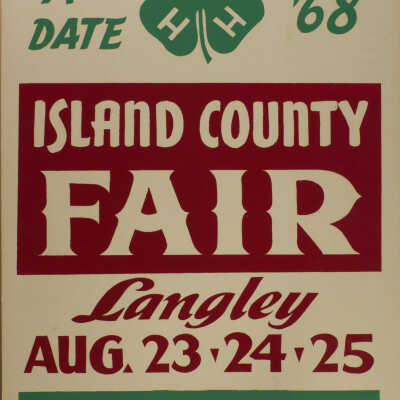 DATE
'68
H H
ISLAND COUNTY
FAIR
Langley
AUG. 23 • 24 • 25